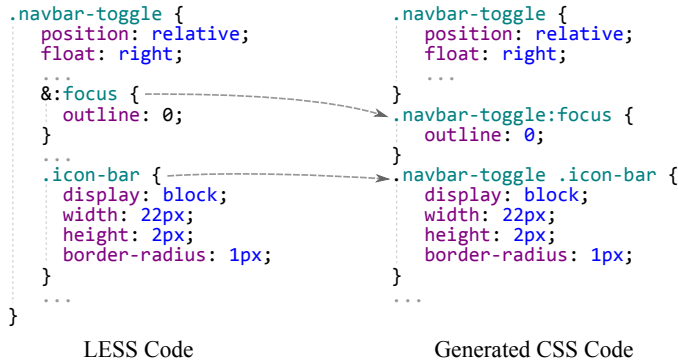 .navbar-toggle {
position: relative;
float: right;
...
&:focus {
outline: 0;
}
...
.icon-bar {
display: block;
width: 22px;
height: 2px;
border-radius: 1px;
}
...
}
LESS Code
.navbar-toggle {
position: relative;
float: right;
...
}
.navbar-toggle:focus {
outline: 0;
}
.navbar-toggle .icon-bar {
display: block;
width: 22px;
height: 2px;
border-radius: 1px;
}
...
Generated CSS Code